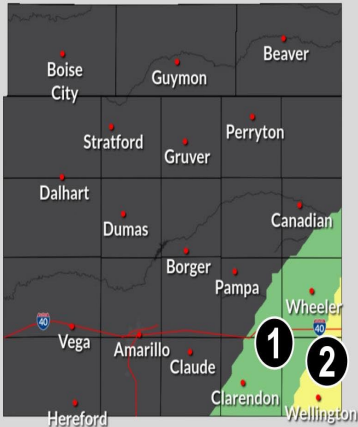 Beaver
Boise
City
Guymon
Perryton
Stratford
Gruver
Dalhart
Canadian
Dumas
Borger
Pampa
Wheeler
40
40
Vega
Amarillo
1
2
Claude
Clarendon
Hereford
Wellington